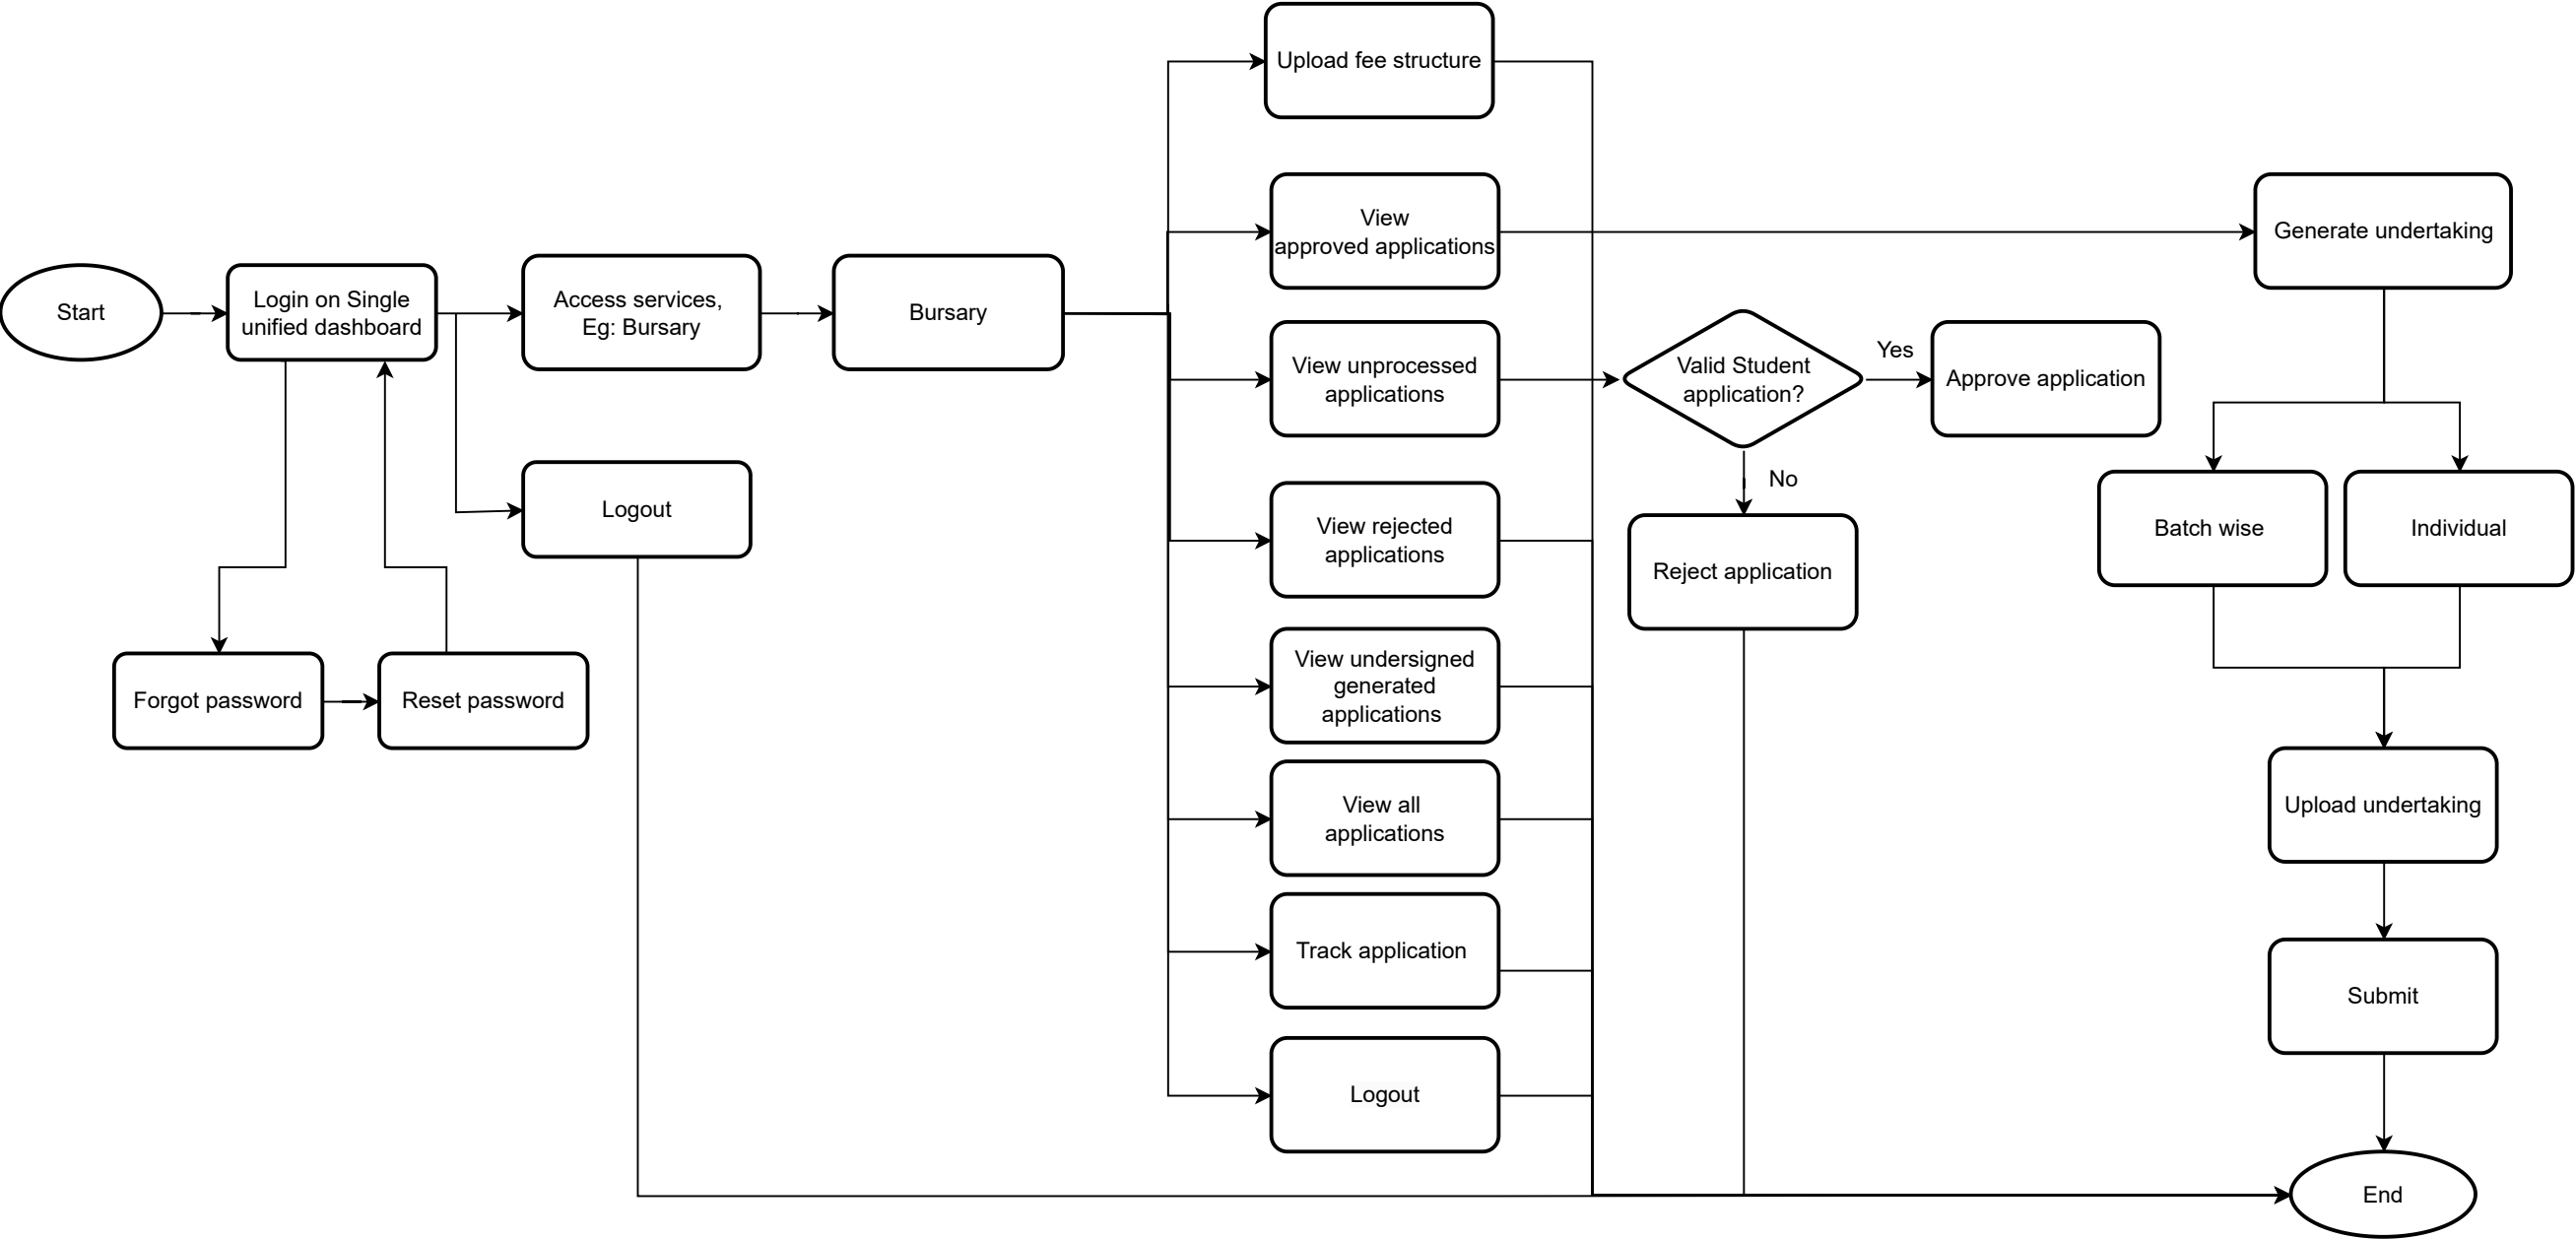 Start
Login on Single
unified dashboard
Access services,
Eg: Bursary
Bursary
Logout
Forgot password
Reset password
Upload fee structure
View
approved applications
View unprocessed
applications
View rejected
applications
View undersigned
generated
applications
View all
applications
Track application
Logout
Valid Student
application?
Yes
Approve application
No
Reject application
Generate undertaking
Batch wise
Individual
Upload undertaking
Submit
End